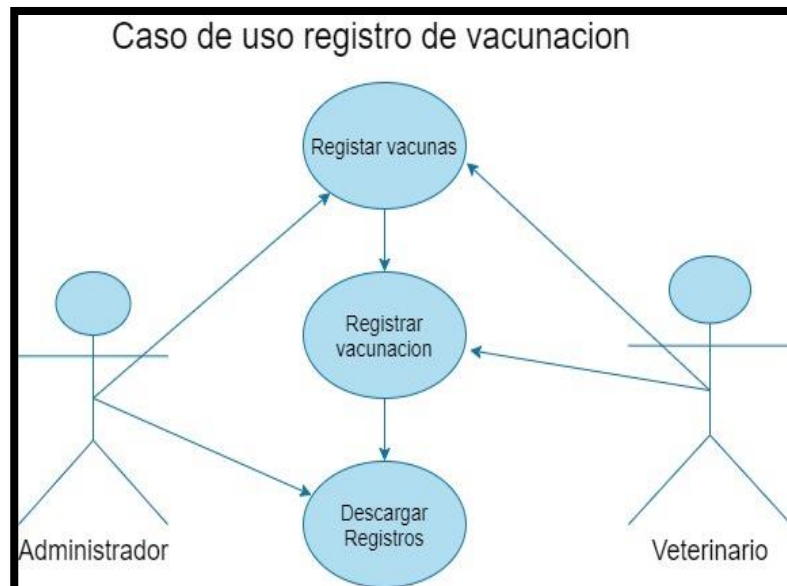 Caso de uso registro de vacunacion
Registar vacunas
Registrar
vacunacion
Descargar
Registros
Administrador
Veterinario